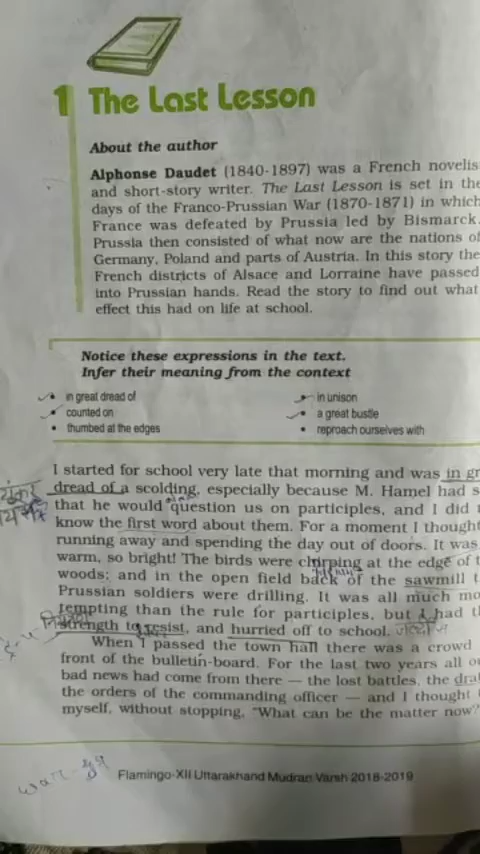 1 The Last Lesson
About the author
Alphonse Daudet (1840-1897) was a French novelis
and short-story writer. The Last Lesson is set in the
days of the Franco-Prussian War (1870-1871) in which
France was defeated by Prussia led by Bismarck.
Prussia then consisted of what now are the nations of
Germany, Poland and parts of Austria. In this story the
French districts of Alsace and Lorraine have passed
into Prussian hands. Read the story to find out what
effect this had on life at school.
Notice these expressions in the text.
Infer their meaning from the context
• in great dread of
• in unison
• counted on
• a great bustle
• thumbed at the edges
• reproach ourselves with
I started for school very late that morning and was in gr
dread of a scolding, especially because M. Hamel had s
that he would question us on participles, and I did
know the first word about them. For a moment I thought
running away and spending the day out of doors. It was
warm, so bright! The birds were chirping at the edge of t
woods; and in the open field back of the sawmill t
Prussian soldiers were drilling. It was all much mo
tempting than the rule for participles, but I had th
strength to resist, and hurried off to school.
When I passed the town hall there was a crowd
front of the bulletin-board. For the last two years all o
bad news had come from there — the lost battles, the dra
the orders of the commanding officer — and I thought t
myself, without stopping, "What can be the matter now?
Flamingo-XII Uttarakhand Mudran Varsh 2018-2019